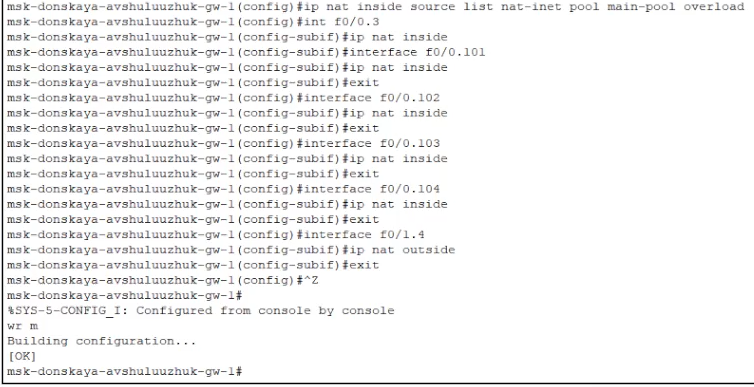 msk-donskaya-avshuluuzhuk-gw-1(config)#ip nat inside source list nat-inet pool main-pool overload
msk-donskaya-avshuluuzhuk-gw-1(config)#int f0/0.3
msk-donskaya-avshuluuzhuk-gw-1(config-subif)#ip nat inside
msk-donskaya-avshuluuzhuk-gw-1(config-subif)#interface f0/0.101
msk-donskaya-avshuluuzhuk-gw-1(config-subif)#ip nat inside
msk-donskaya-avshuluuzhuk-gw-1(config-subif)#exit
msk-donskaya-avshuluuzhuk-gw-1(config)#interface f0/0.102
msk-donskaya-avshuluuzhuk-gw-1(config-subif)#ip nat inside
msk-donskaya-avshuluuzhuk-gw-1(config-subif)#exit
msk-donskaya-avshuluuzhuk-gw-1(config)#interface f0/0.103
msk-donskaya-avshuluuzhuk-gw-1(config-subif)#ip nat inside
msk-donskaya-avshuluuzhuk-gw-1(config-subif)#exit
msk-donskaya-avshuluuzhuk-gw-1(config)#interface f0/0.104
msk-donskaya-avshuluuzhuk-gw-1(config-subif)#ip nat inside
msk-donskaya-avshuluuzhuk-gw-1(config-subif)#exit
msk-donskaya-avshuluuzhuk-gw-1(config)#interface f0/1.4
msk-donskaya-avshuluuzhuk-gw-1(config-subif)#ip nat outside
msk-donskaya-avshuluuzhuk-gw-1(config-subif)#exit
msk-donskaya-avshuluuzhuk-gw-1(config)#^Z
msk-donskaya-avshuluuzhuk-gw-1#
%SYS-5-CONFIG_I: Configured from console by console
wr m
Building configuration...
[OK]
msk-donskaya-avshuluuzhuk-gw-1#